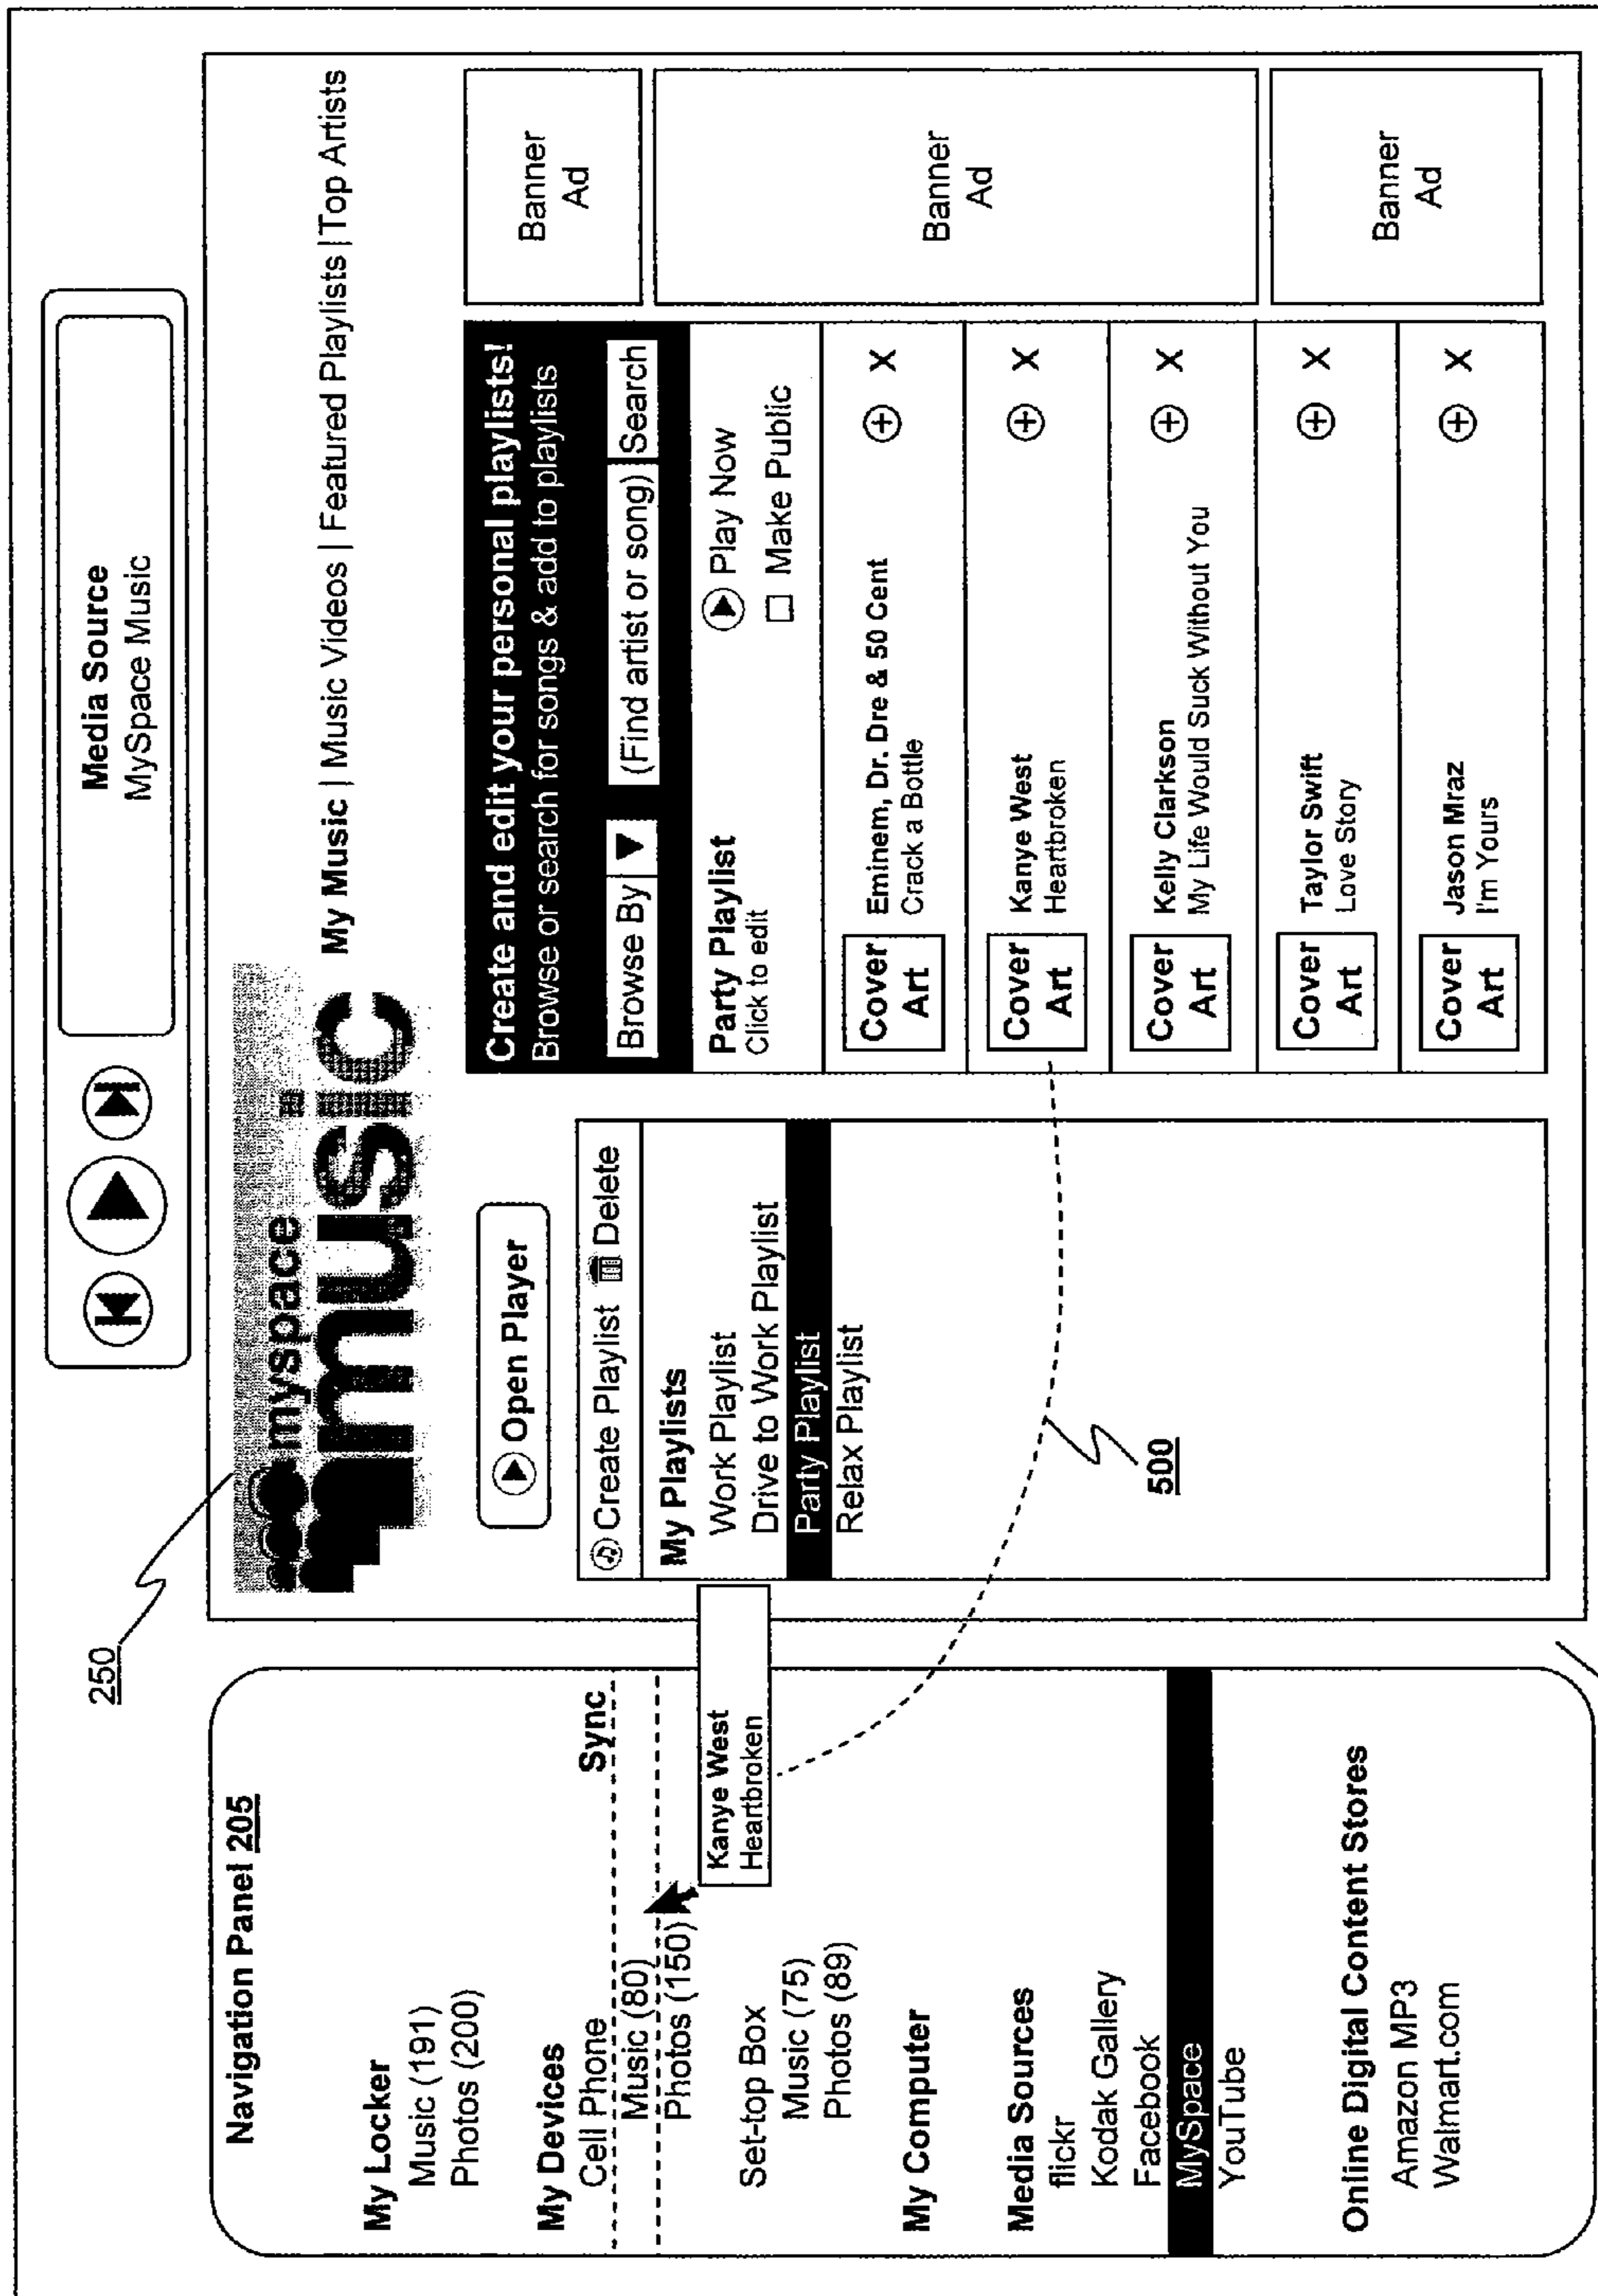 Media Source
MySpace Music
250
Navigation Panel 205
My Locker
Music (191)
Photos (200)
My Devices
Cell Phone
Sync
Music (80)
Photos (150)
Set-top Box
Music (75)
Photos (89)
My Computer
Media Sources
flickr
Kodak Gallery
Facebook
MySpace
YouTube
Online Digital Content Stores
Amazon MP3
Walmart.com
Kanye West
Heartbroken
myspace
music
My Music | Music Videos | Featured Playlists | Top Artists
Open Player
Create Playlist Delete
My Playlists
Work Playlist
Drive to Work Playlist
Party Playlist
Relax Playlist
500
Create and edit your personal playlists!
Browse or search for songs & add to playlists
Browse By (Find artist or song) Search
Party Playlist Play Now
Click to edit Make Public
Cover
Art
Eminem, Dr. Dre & 50 Cent X
Crack a Bottle
Cover
Art
Kanye West X
Heartbroken
Cover
Art
Kelly Clarkson X
My Life Would Suck Without You
Cover
Art
Taylor Swift X
Love Story
Cover
Art
Jason Mraz X
I'm Yours
Banner
Ad
Banner
Ad
Banner
Ad